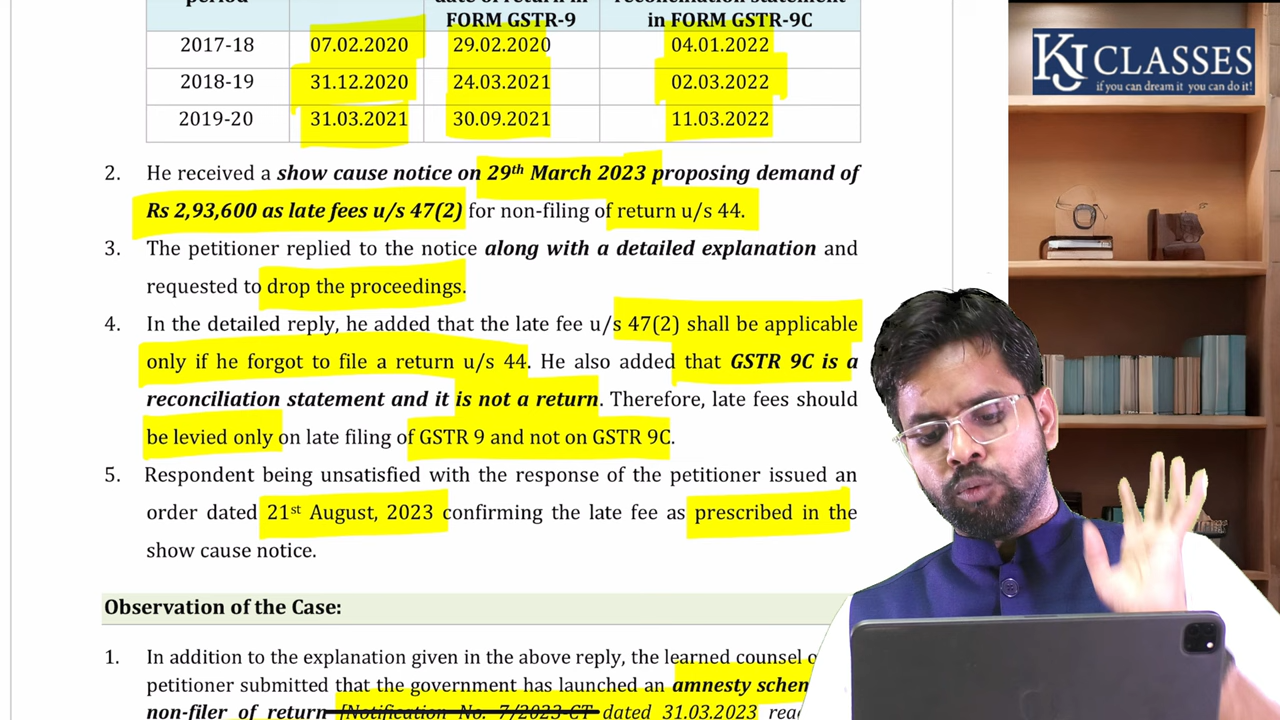 period
date of return in
FORM GSTR-9
reconciliation statement
in FORM GSTR-9C
2017-18 07.02.2020 29.02.2020 04.01.2022
2018-19 31.12.2020 24.03.2021 02.03.2022
2019-20 31.03.2021 30.09.2021 11.03.2022
2. He received a show cause notice on 29th March 2023 proposing demand of
Rs 2,93,600 as late fees u/s 47(2) for non-filing of return u/s 44.
3. The petitioner replied to the notice along with a detailed explanation and
requested to drop the proceedings.
4. In the detailed reply, he added that the late fee u/s 47(2) shall be applicable
only if he forgot to file a return u/s 44. He also added that GSTR 9C is a
reconciliation statement and it is not a return. Therefore, late fees should
be levied only on late filing of GSTR 9 and not on GSTR 9C.
5. Respondent being unsatisfied with the response of the petitioner issued an
order dated 21st August, 2023 confirming the late fee as prescribed in the
show cause notice.
Observation of the Case:
1. In addition to the explanation given in the above reply, the learned counsel
petitioner submitted that the government has launched an amnesty
non-filer of return [Notification No. 7/2023-CT dated 31.03.2023
KJ CLASSES
if you can dream it you can do it!